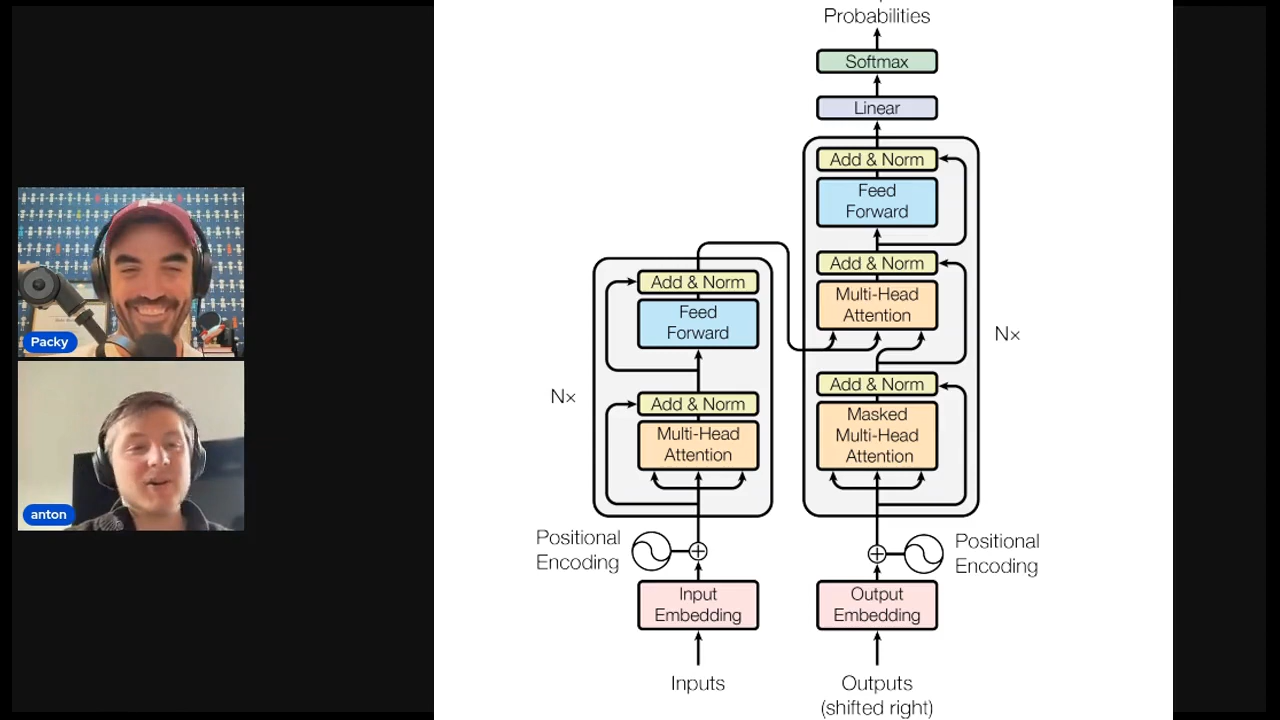 Probabilities
Softmax
Linear
Add & Norm
Feed
Forward
Add & Norm
Multi-Head
Attention
Nx
Add & Norm
Masked
Multi-Head
Attention
Positional
Encoding
Output
Embedding
Outputs
(shifted right)
Add & Norm
Feed
Forward
Nx
Add & Norm
Multi-Head
Attention
Positional
Encoding
Input
Embedding
Inputs
Packy
anton